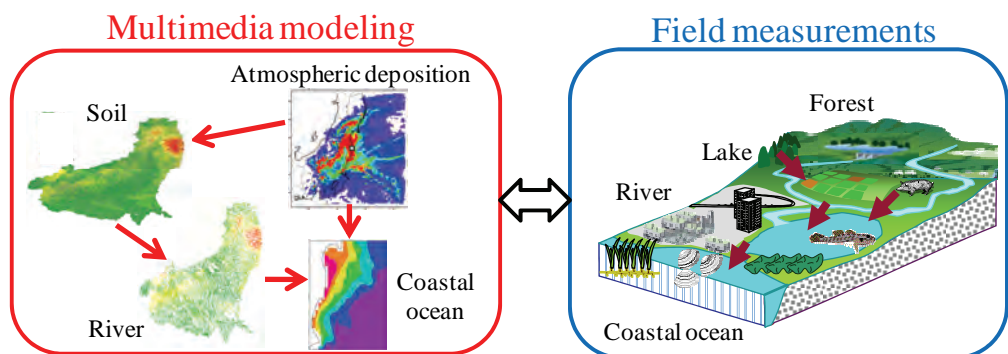 Multimedia modeling
Atmospheric deposition
Soil
River
Coastal
ocean
Field measurements
Forest
Lake
River
Coastal ocean